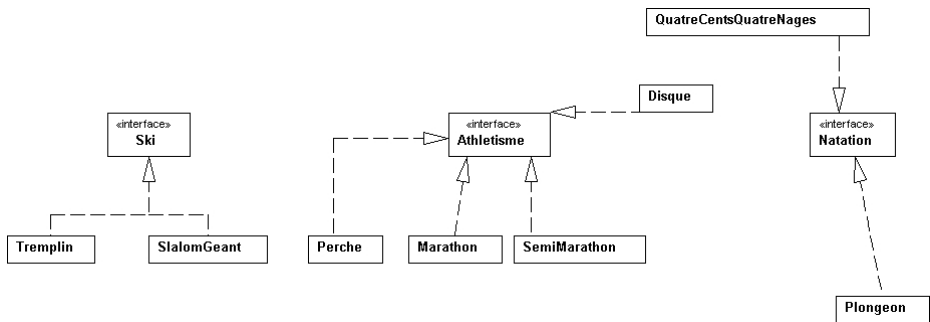 QuatreCentsQuatreNages
Disque
«interface»
Ski
«interface»
Athletisme
«interface»
Natation
Tremplin
SlalomGeant
Perche
Marathon
SemiMarathon
Plongeon